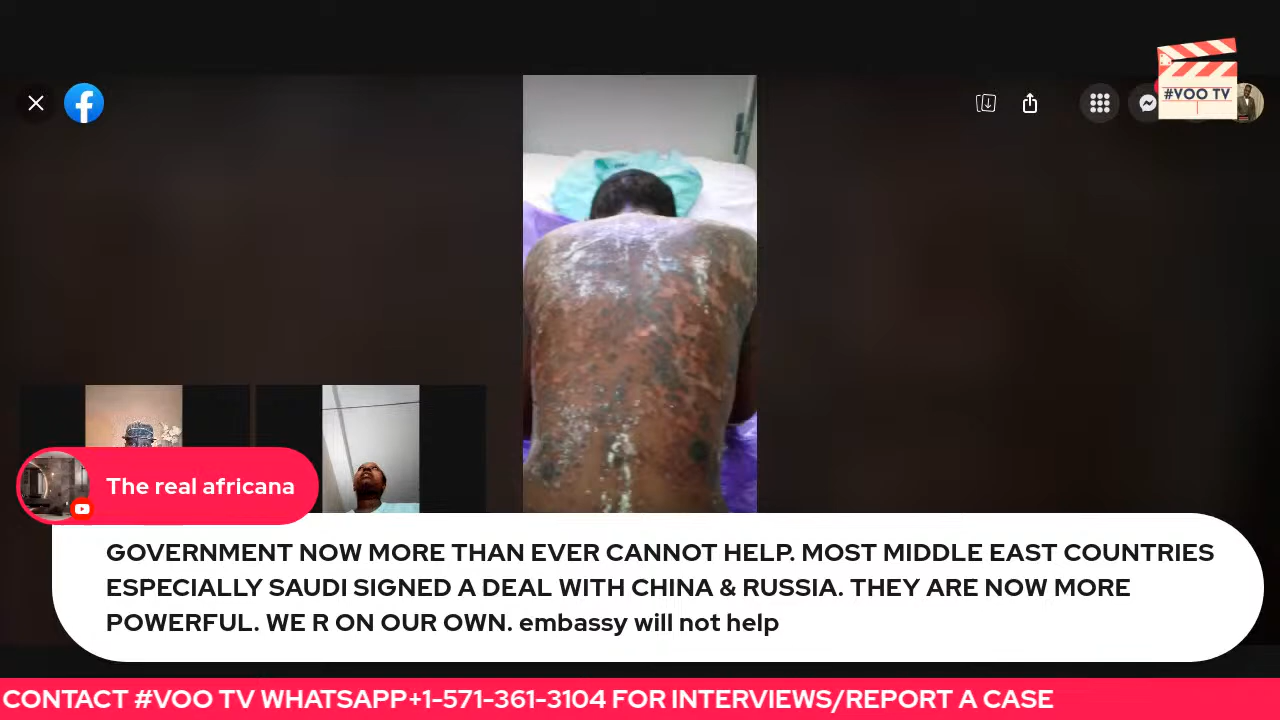 #VOO TV
The real africana
GOVERNMENT NOW MORE THAN EVER CANNOT HELP. MOST MIDDLE EAST COUNTRIES
ESPECIALLY SAUDI SIGNED A DEAL WITH CHINA & RUSSIA. THEY ARE NOW MORE
POWERFUL. WE R ON OUR OWN. embassy will not help
CONTACT #VOO TV WHATSAPP+1-571-361-3104 FOR INTERVIEWS/REPORT A CASE